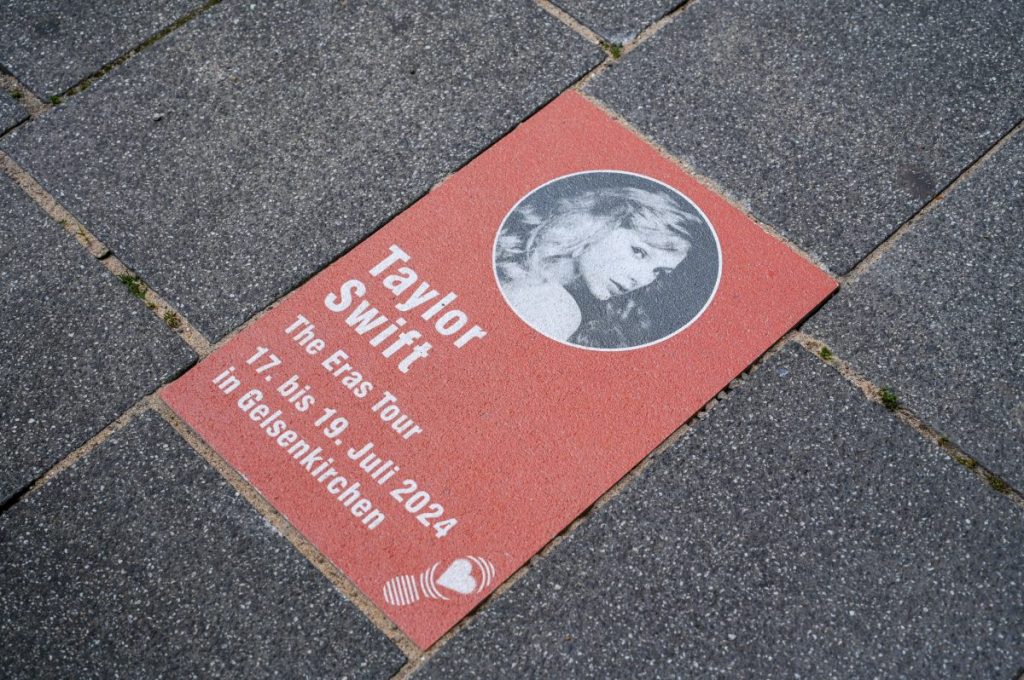 Taylor
Swift
The Eras Tour
17. bis 19. Juli 2024
in Gelsenkirchen